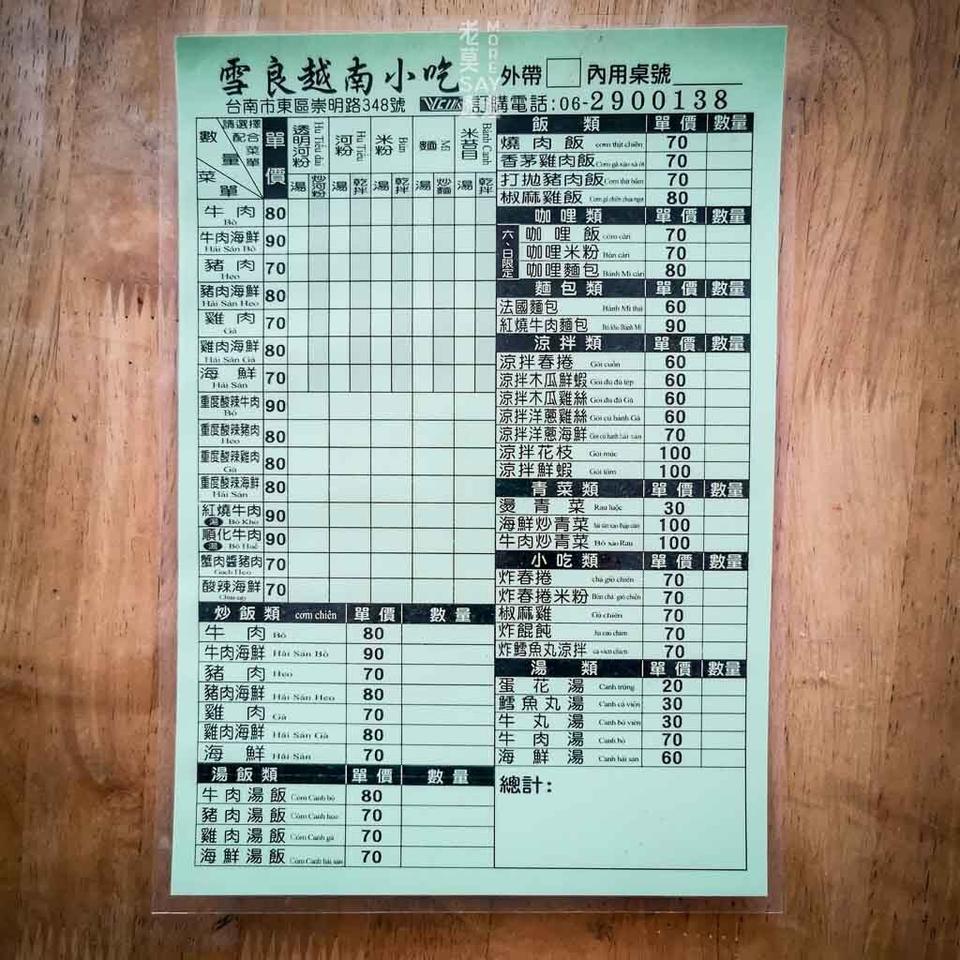 老莫 MORE SAY
雪良越南小吃 外帶 內用桌號
台南市東區崇明路348號 訂購電話:06-2900138
請選擇配合菜單 數量 菜單 單價
透明河粉 Hu Tiếu dai 河粉 Hu Tiếu 米粉 Bún 麵 Mì 米苔目 Bánh Canh
湯 炒河粉 湯 乾拌 湯 乾拌 湯 炒麵 湯 乾拌
牛肉 Bò 80
牛肉海鮮 Hải Sản Bò 90
豬肉 Heo 70
豬肉海鮮 Hải Sản Heo 80
雞肉 Gà 70
雞肉海鮮 Hải Sản Gà 80
海鮮 Hải Sản 70
重度酸辣牛肉 Bò 90
重度酸辣豬肉 Heo 80
重度酸辣雞肉 Gà 80
重度酸辣海鮮 Hải Sản 80
紅燒牛肉 湯 Bò Kho 90
順化牛肉 湯 Bò Huế 90
蟹肉醬豬肉 Heo 70
酸辣海鮮 70
炒飯類 cơm chiên 單價 數量
牛肉 Bò 80
牛肉海鮮 Hải Sản Bò 90
豬肉 Heo 70
豬肉海鮮 Hải Sản Heo 80
雞肉 Gà 70
雞肉海鮮 Hải Sản Gà 80
海鮮 Hải Sản 70
湯飯類 單價 數量
牛肉湯飯 Cơm Canh bò 80
豬肉湯飯 Cơm Canh heo 70
雞肉湯飯 Cơm Canh gà 70
海鮮湯飯 Cơm Canh hải sản 70
飯類 單價 數量
燒肉飯 cơm thịt chiên 70
香茅雞肉飯 Cơm gà xào xả ớt 70
打拋豬肉飯 Cơm thịt bằm 70
椒麻雞飯 80
咖哩類 單價 數量
六、日限定
咖哩飯 cơm càri 70
咖哩米粉 Bún càri 70
咖哩麵包 Bánh Mì càri 80
麵包類 單價 數量
法國麵包 Bánh Mì thịt 60
紅燒牛肉麵包 Bò kho Bánh Mì 90
涼拌類 單價 數量
涼拌春捲 Gỏi cuốn 60
涼拌木瓜鮮蝦 Gỏi đu đủ tép 60
涼拌木瓜雞絲 Gỏi đu đủ Gà 60
涼拌洋蔥雞絲 Gỏi củ hành Gà 60
涼拌洋蔥海鮮 Gỏi củ hành hải sản 70
涼拌花枝 Gỏi mực 100
涼拌鮮蝦 Gỏi tôm 100
青菜類 單價 數量
燙青菜 Rau luộc 30
海鮮炒青菜 100
牛肉炒青菜 Bò xào Rau 100
小吃類 單價 數量
炸春捲 chả giò chiên 70
炸春捲米粉 Bún chả giò chiên 70
椒麻雞 Gà chiên 70
炸餛飩 70
炸鱈魚丸涼拌 cá viên chiên 70
湯類 單價 數量
蛋花湯 Canh trứng 20
鱈魚丸湯 Canh cá viên 30
牛丸湯 Canh bò viên 30
牛肉湯 Canh bò 70
海鮮湯 Canh hải sản 60
總計: